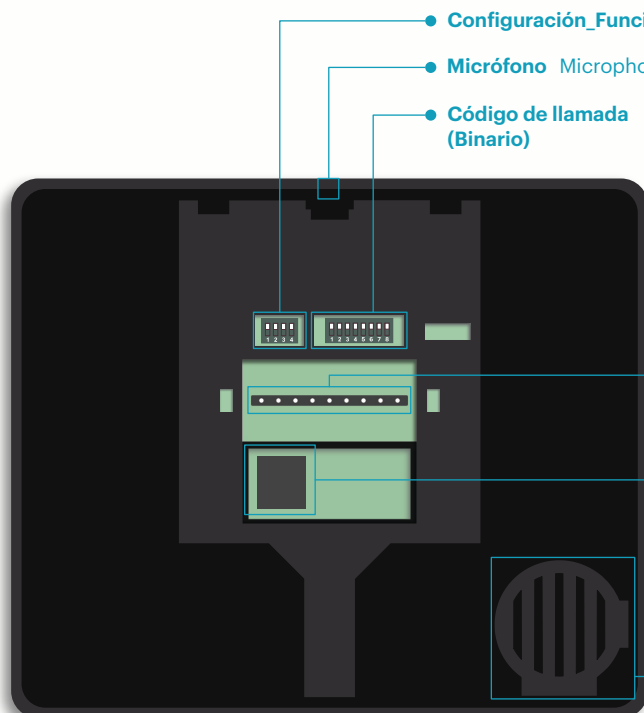 Configuración_Funci
Micrófono Micropho
Código de llamada
(Binario)
1 2 3 4
1 2 3 4 5 6 7 8